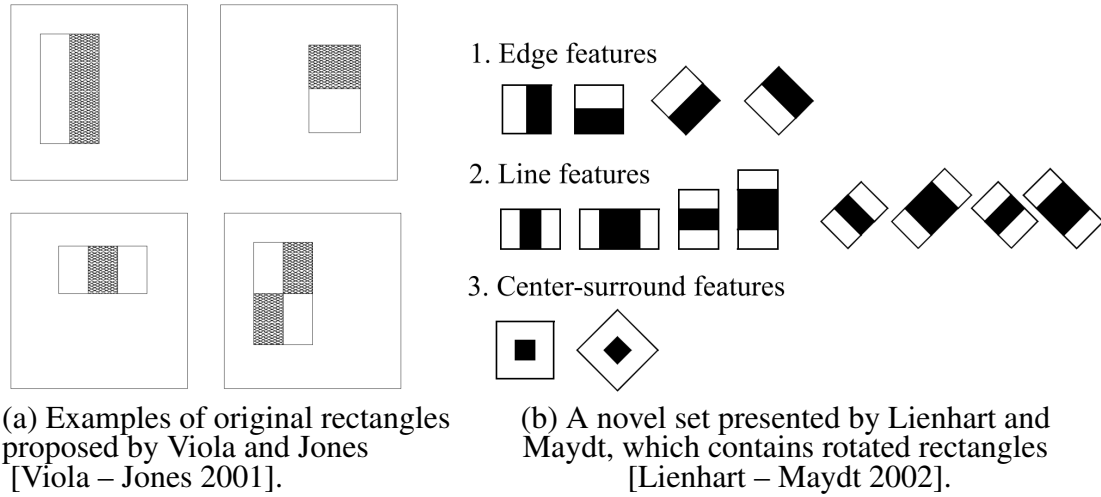 1. Edge features
2. Line features
3. Center-surround features
(a) Examples of original rectangles
proposed by Viola and Jones
[Viola – Jones 2001].
(b) A novel set presented by Lienhart and
Maydt, which contains rotated rectangles
[Lienhart – Maydt 2002].